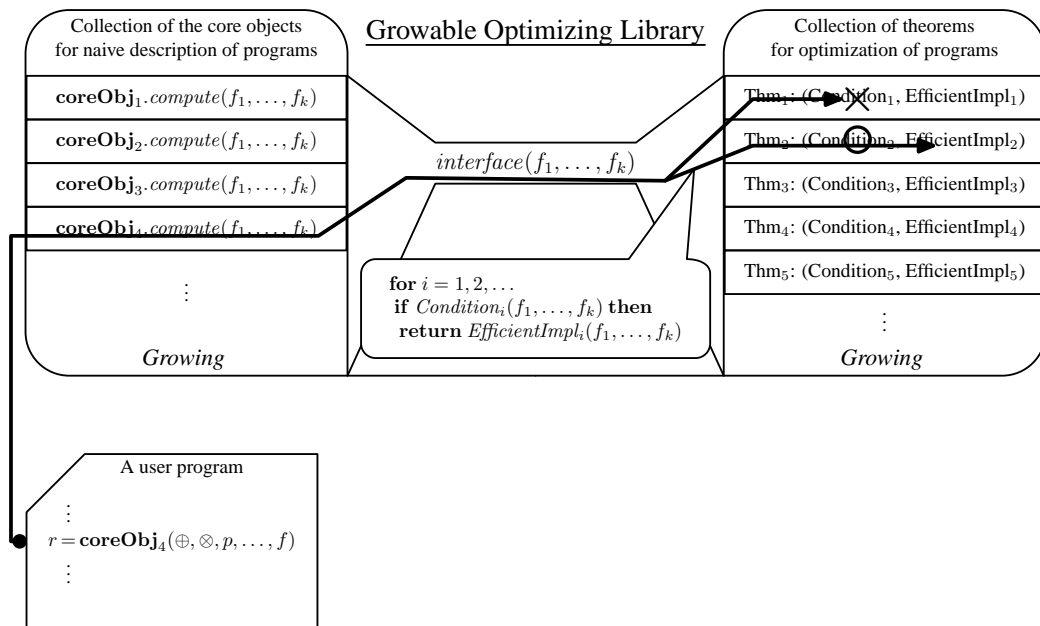 Growable Optimizing Library
Collection of the core objects
for naive description of programs
coreObj₁.compute(f₁, . . . , fₖ)
coreObj₂.compute(f₁, . . . , fₖ)
coreObj₃.compute(f₁, . . . , fₖ)
coreObj₄.compute(f₁, . . . , fₖ)
⋮
Growing
interface(f₁, . . . , fₖ)
for i = 1, 2, . . .
if Conditionᵢ(f₁, . . . , fₖ) then
return EfficientImplᵢ(f₁, . . . , fₖ)
Collection of theorems
for optimization of programs
Thm₁: (Condition₁, EfficientImpl₁)
Thm₂: (Condition₂, EfficientImpl₂)
Thm₃: (Condition₃, EfficientImpl₃)
Thm₄: (Condition₄, EfficientImpl₄)
Thm₅: (Condition₅, EfficientImpl₅)
⋮
Growing
A user program
⋮
r = coreObj₄(⊕, ⊗, p, . . . , f)
⋮